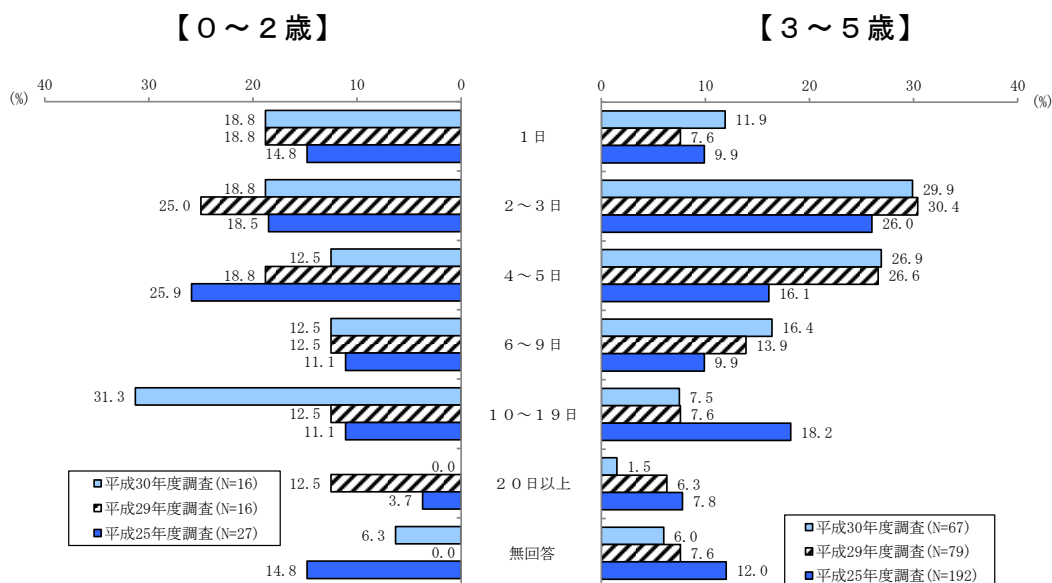 【０～２歳】
【３～５歳】
40 30 20 10 0
(%)
0 10 20 30 40
(%)
18.8 １日 11.9
18.8 7.6
14.8 9.9
18.8 ２～３日 29.9
25.0 30.4
18.5 26.0
12.5 ４～５日 26.9
18.8 26.6
25.9 16.1
12.5 ６～９日 16.4
12.5 13.9
11.1 9.9
31.3 １０～１９日 7.5
12.5 7.6
11.1 18.2
0.0 ２０日以上 1.5
12.5 6.3
3.7 7.8
6.3 無回答 6.0
0.0 7.6
14.8 12.0
平成30年度調査(N=16)
平成29年度調査(N=16)
平成25年度調査(N=27)
平成30年度調査(N=67)
平成29年度調査(N=79)
平成25年度調査(N=192)